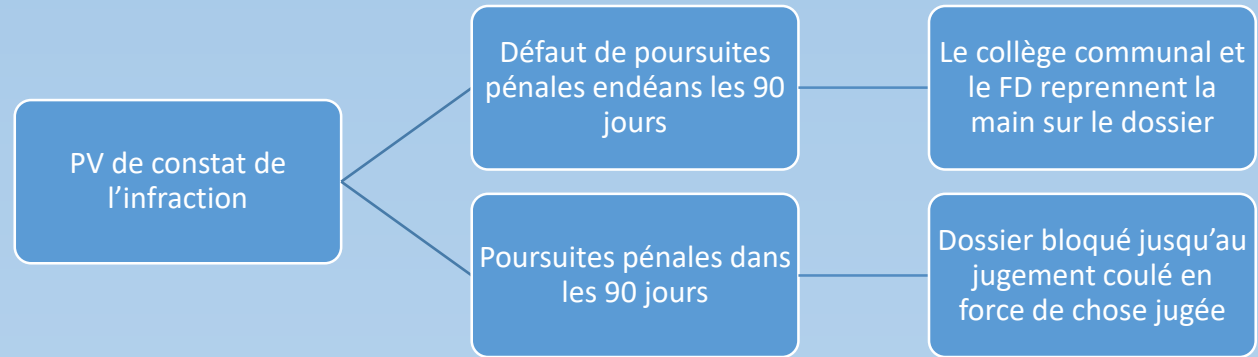 PV de constat de
l'infraction
Défaut de poursuites
pénales endéans les 90
jours
Le collège communal et
le FD reprennent la
main sur le dossier
Poursuites pénales dans
les 90 jours
Dossier bloqué jusqu'au
jugement coulé en
force de chose jugée